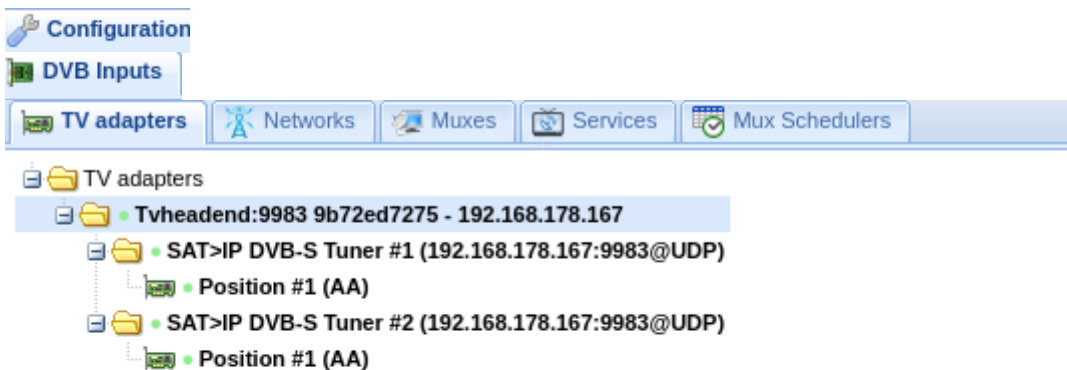 Configuration
DVB Inputs
TV adapters Networks Muxes Services Mux Schedulers
TV adapters
Tvheadend:9983 9b72ed7275 - 192.168.178.167
SAT>IP DVB-S Tuner #1 (192.168.178.167:9983@UDP)
Position #1 (AA)
SAT>IP DVB-S Tuner #2 (192.168.178.167:9983@UDP)
Position #1 (AA)